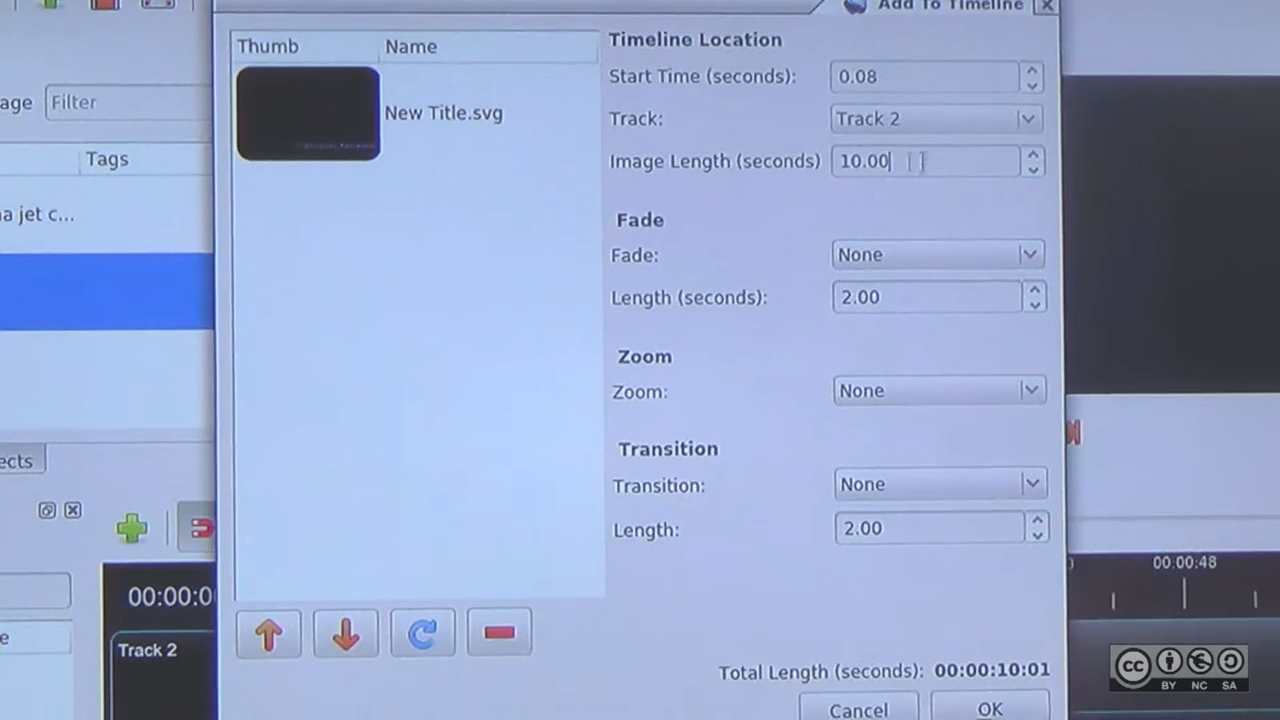 Add To Timeline
Thumb Name
New Title.svg
Timeline Location
Start Time (seconds): 0.08
Track: Track 2
Image Length (seconds) 10.00
Fade
Fade: None
Length (seconds): 2.00
Zoom
Zoom: None
Transition
Transition: None
Length: 2.00
Total Length (seconds): 00:00:10:01
Cancel OK
age Filter
Tags
a jet c...
ects
00:00:0
Track 2
00:00:48
cc
BY NC SA